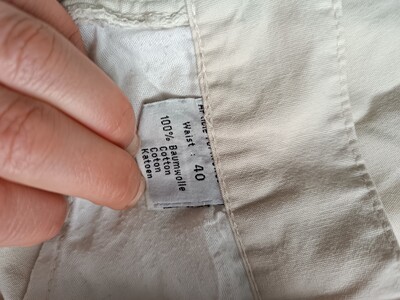 Waist : 40
100% Baumwolle
Cotton
Coton
Katoen